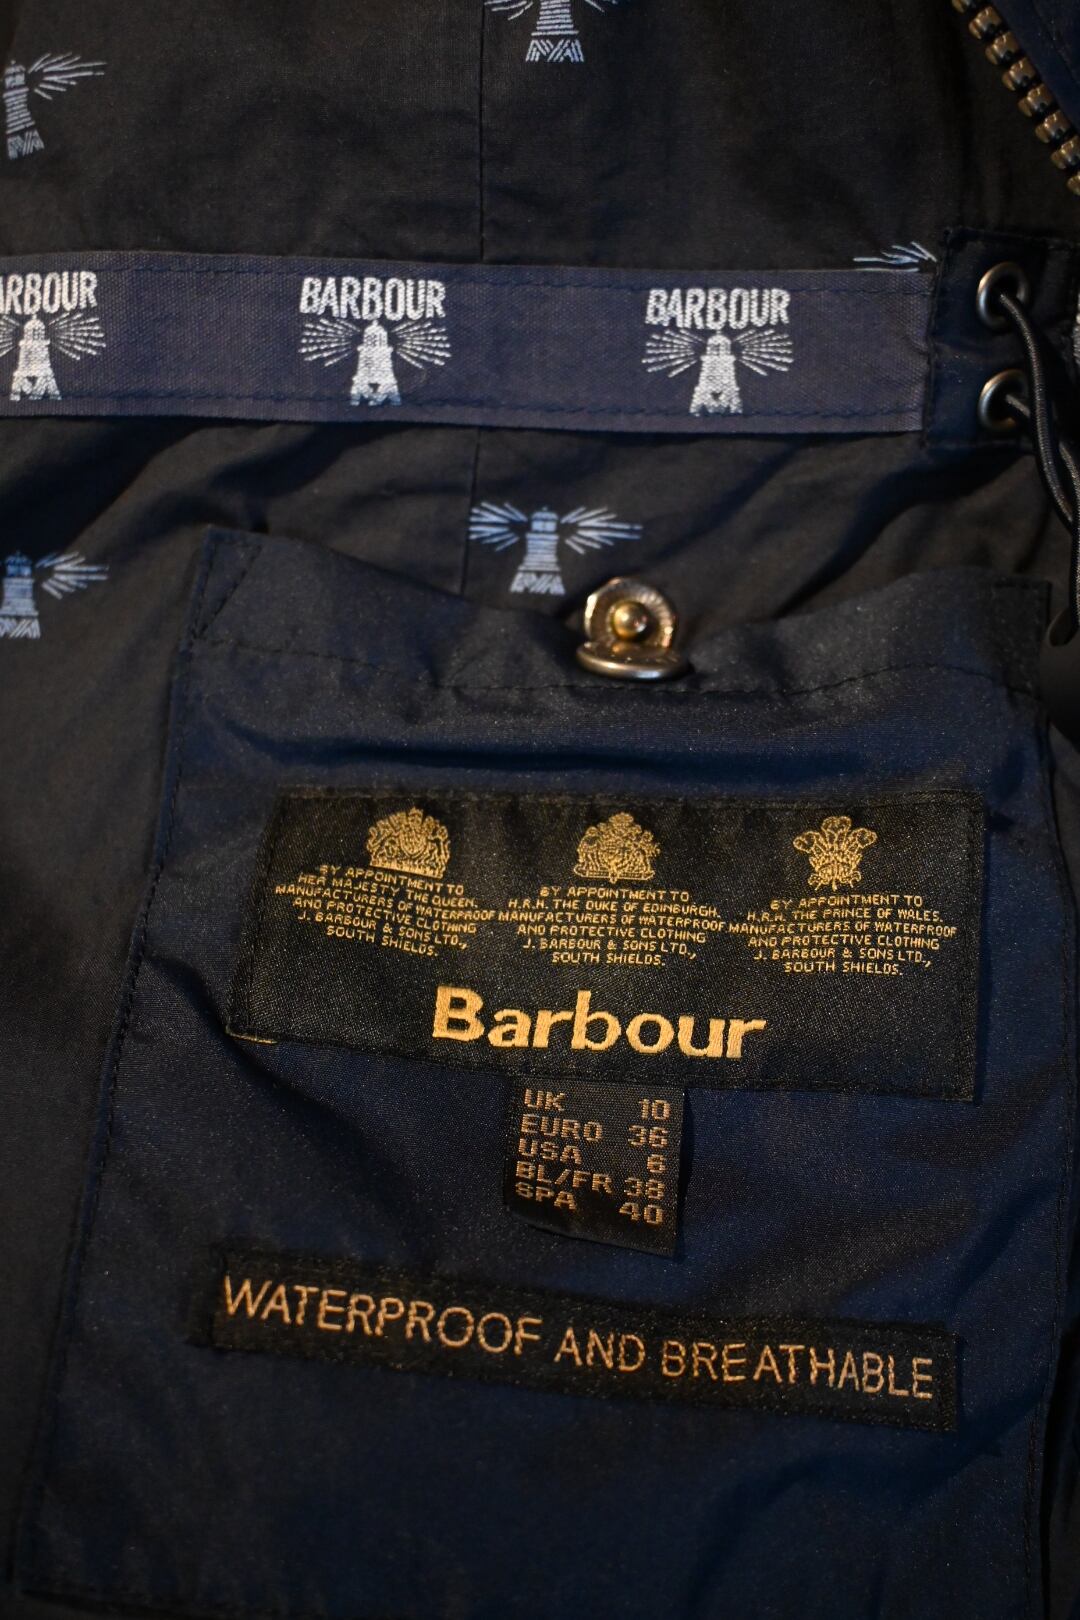 BARBOUR
BARBOUR
BARBOUR
BY APPOINTMENT TO
HER MAJESTY THE QUEEN.
MANUFACTURERS OF WATERPROOF
AND PROTECTIVE CLOTHING
J. BARBOUR & SONS LTD.,
SOUTH SHIELDS.
BY APPOINTMENT TO
H.R.H. THE DUKE OF EDINBURGH.
MANUFACTURERS OF WATERPROOF
AND PROTECTIVE CLOTHING
J. BARBOUR & SONS LTD.,
SOUTH SHIELDS.
BY APPOINTMENT TO
H.R.H. THE PRINCE OF WALES.
MANUFACTURERS OF WATERPROOF
AND PROTECTIVE CLOTHING
J. BARBOUR & SONS LTD.,
SOUTH SHIELDS.
Barbour
UK 10
EURO 36
USA 6
BL/FR 38
SPA 40
WATERPROOF AND BREATHABLE